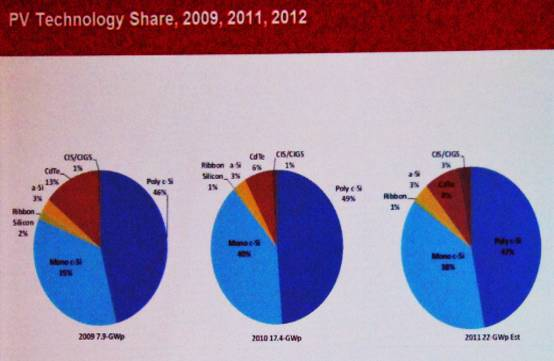 PV Technology Share, 2009, 2011, 2012
CIS/CIGS
1%
CdTe
13%
a-Si
3%
Ribbon
Silicon
2%
Poly c-Si
46%
Mono c-Si
35%
2009 7.9-GWp
CIS/CIGS
1%
CdTe
6%
a-Si
3%
Ribbon
Silicon
1%
Poly c-Si
49%
Mono c-Si
40%
2010 17.4-GWp
CIS/CIGS
3%
CdTe
8%
a-Si
3%
Ribbon
1%
Poly c-Si
47%
Mono c-Si
38%
2011 22-GWp Est